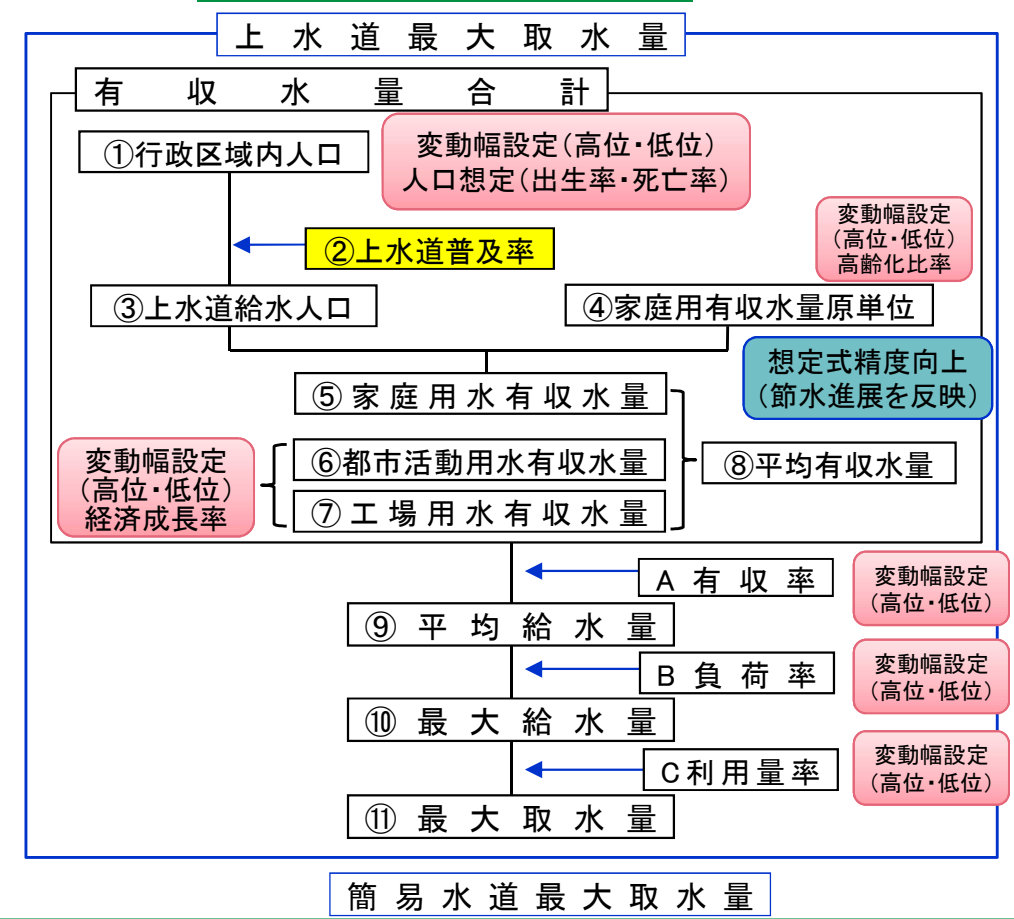 上水道最大取水量
有収水量合計
①行政区域内人口
変動幅設定(高位・低位)
人口想定(出生率・死亡率)
②上水道普及率
変動幅設定
(高位・低位)
高齢化比率
③上水道給水人口
④家庭用有収水量原単位
想定式精度向上
(節水進展を反映)
⑤家庭用水有収水量
変動幅設定
(高位・低位)
経済成長率
⑥都市活動用水有収水量
⑦工場用水有収水量
⑧平均有収水量
A有収率
変動幅設定
(高位・低位)
⑨平均給水量
B負荷率
変動幅設定
(高位・低位)
⑩最大給水量
C利用量率
変動幅設定
(高位・低位)
⑪最大取水量
簡易水道最大取水量